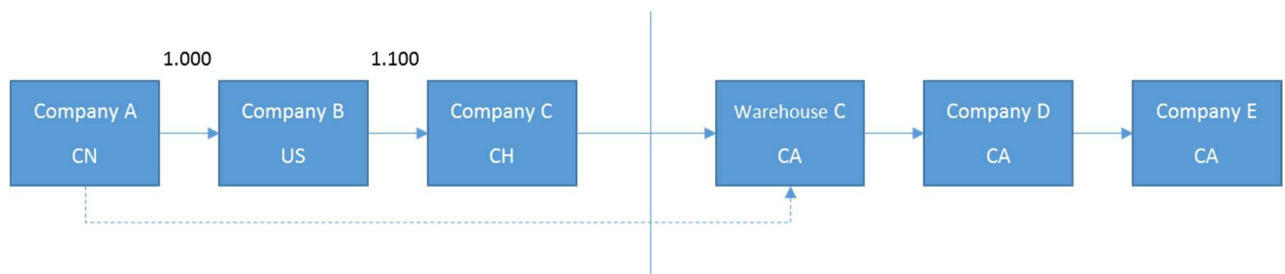 1.000
1.100
Company A
CN
Company B
US
Company C
CH
Warehouse C
CA
Company D
CA
Company E
CA